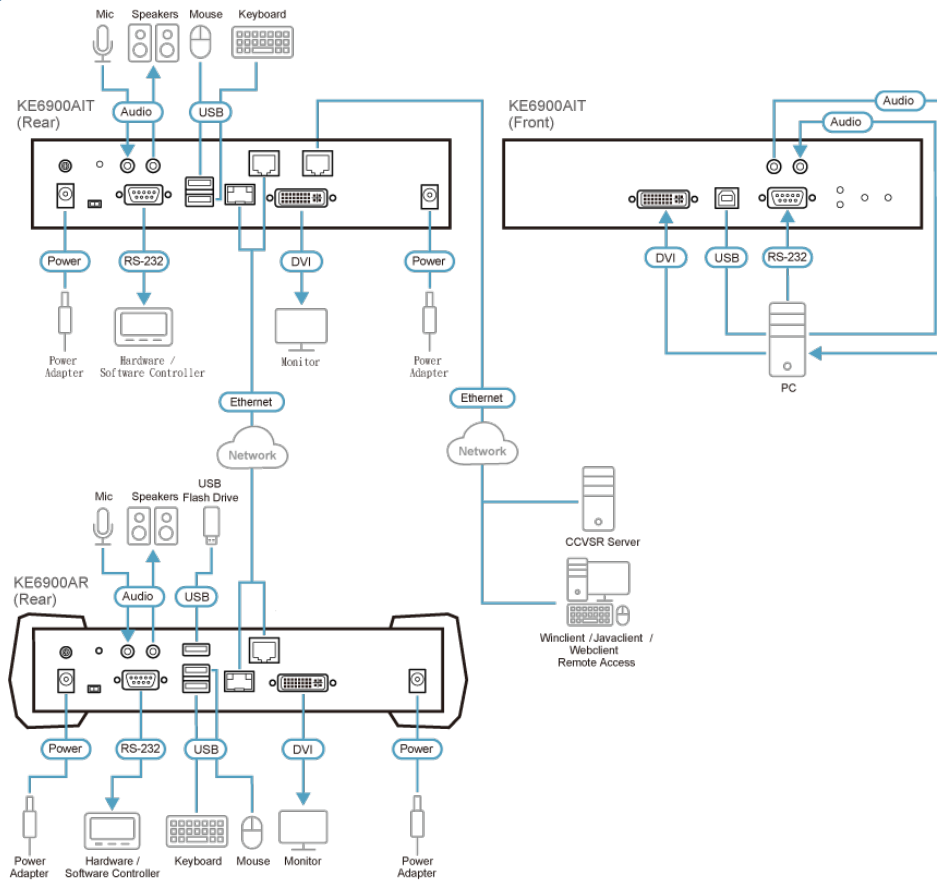 Mic
Speakers
Mouse
Keyboard
KE6900AIT
(Rear)
Audio
USB
Power
RS-232
DVI
Power
Power
Adapter
Hardware /
Software Controller
Monitor
Power
Adapter
KE6900AIT
(Front)
Audio
Audio
DVI
USB
RS-232
PC
Ethernet
Network
Ethernet
Network
CCVSR Server
Winclient /Javaclient /
Webclient
Remote Access
Mic
Speakers
USB
Flash Drive
KE6900AR
(Rear)
Audio
USB
Power
RS-232
USB
DVI
Power
Power
Adapter
Hardware /
Software Controller
Keyboard
Mouse
Monitor
Power
Adapter